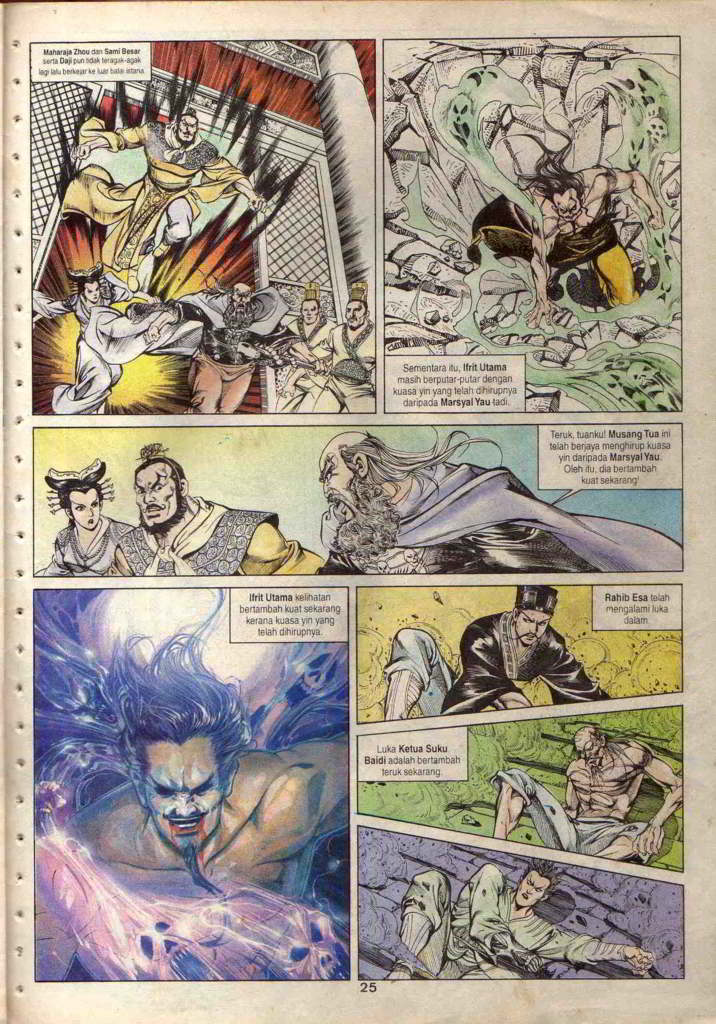 Maharaja Zhou dan Sami Besar
serta Daji pun tidak teragak-agak
lagi lalu berkejar ke luar balai istana.
Sementara itu, Ifrit Utama
masih berputar-putar dengan
kuasa yin yang telah dihirupnya
daripada Marsyal Yau tadi.
Teruk, tuanku! Musang Tua ini
telah berjaya menghirup kuasa
yin daripada Marsyal Yau.
Oleh itu, dia bertambah
kuat sekarang!
Ifrit Utama kelihatan
bertambah kuat sekarang
kerana kuasa yin yang
telah dihirupnya.
Rahib Esa telah
mengalami luka
dalam.
Luka Ketua Suku
Baidi adalah bertambah
teruk sekarang.
25